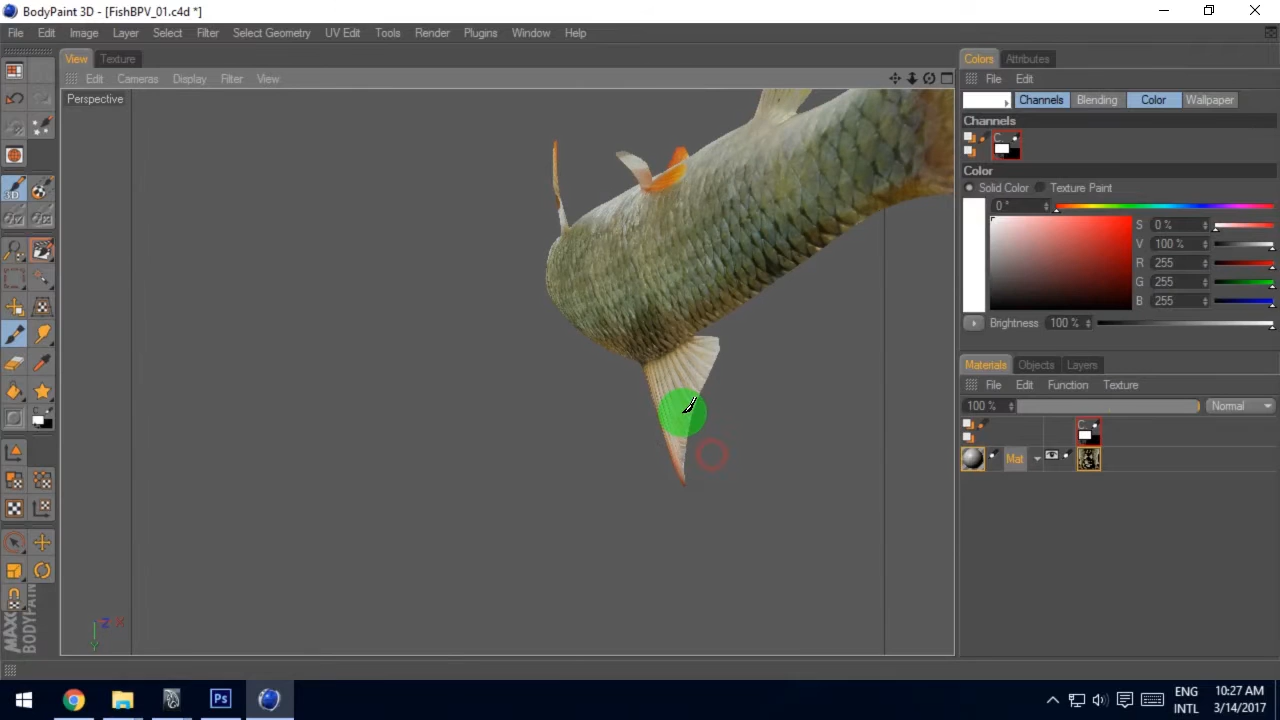 BodyPaint 3D - [FishBPV_01.c4d *]
File Edit Image Layer Select Filter Select Geometry UV Edit Tools Render Plugins Window Help
View Texture
Edit Cameras Display Filter View
Perspective
Colors Attributes
File Edit
Channels Blending Color Wallpaper
Channels
C.
Color
Solid Color Texture Paint
0 °
S 0 %
V 100 %
R 255
G 255
B 255
Brightness 100 %
Materials Objects Layers
File Edit Function Texture
100 % Normal
C.
Mat
3D
C.
Z X
Y
MAXON
BODYPAINT
Ps
ENG
INTL
10:27 AM
3/14/2017